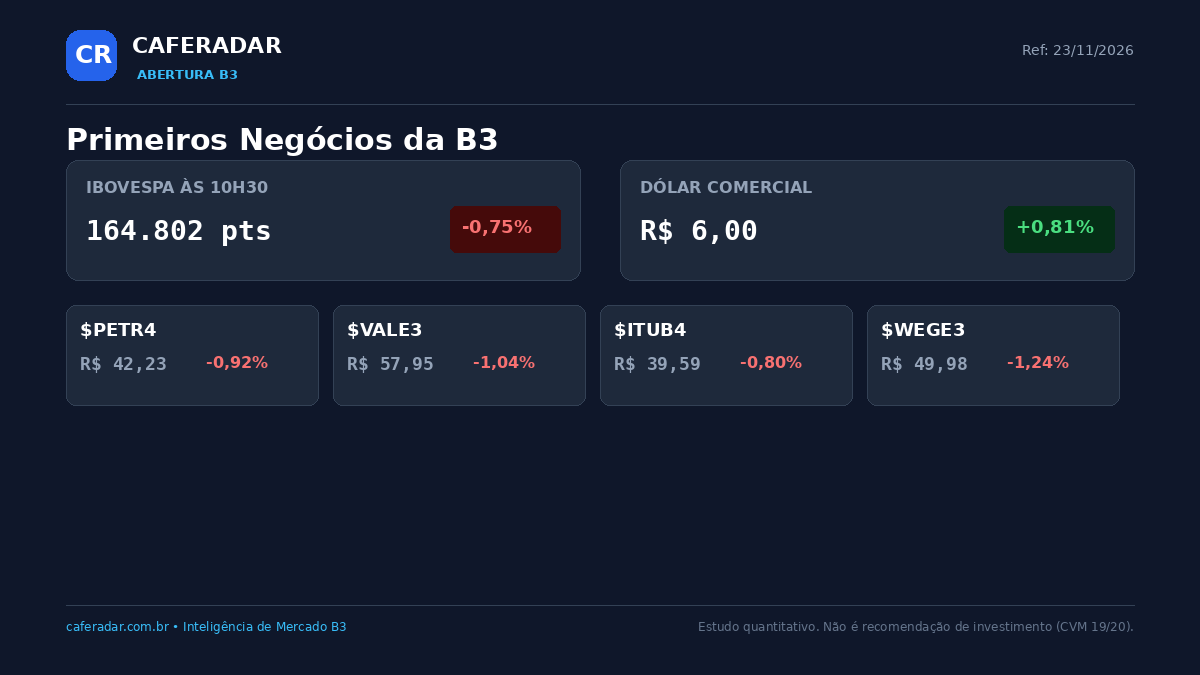 CR
CAFERADAR
ABERTURA B3
Ref: 23/11/2026
Primeiros Negócios da B3
IBOVESPA ÀS 10H30
164.802 pts
-0,75%
DÓLAR COMERCIAL
R$ 6,00
+0,81%
$PETR4
R$ 42,23 -0,92%
$VALE3
R$ 57,95 -1,04%
$ITUB4
R$ 39,59 -0,80%
$WEGE3
R$ 49,98 -1,24%
caferadar.com.br • Inteligência de Mercado B3
Estudo quantitativo. Não é recomendação de investimento (CVM 19/20).